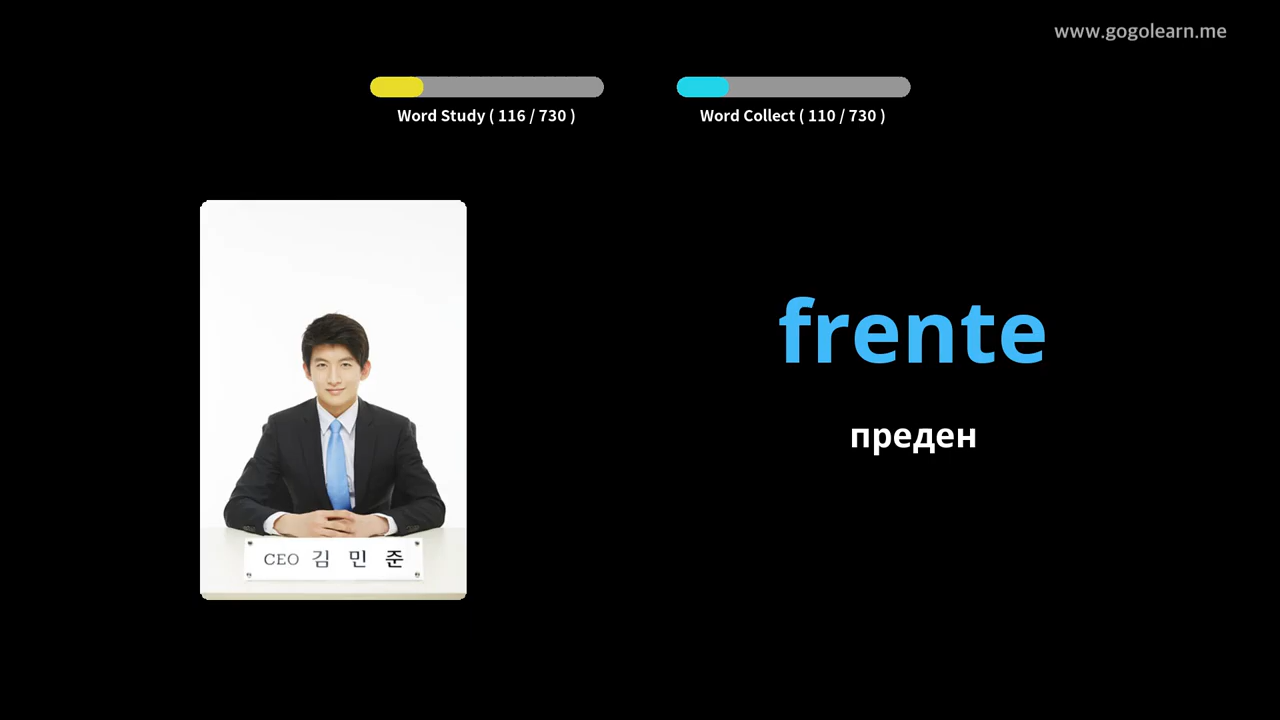 www.gogolearn.me
Word Study ( 116 / 730 )
Word Collect ( 110 / 730 )
frente
преден
CEO 김 민 준